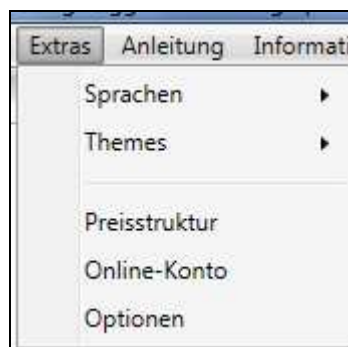 Extras Anleitung
Sprachen
Themes
Preisstruktur
Online-Konto
Optionen